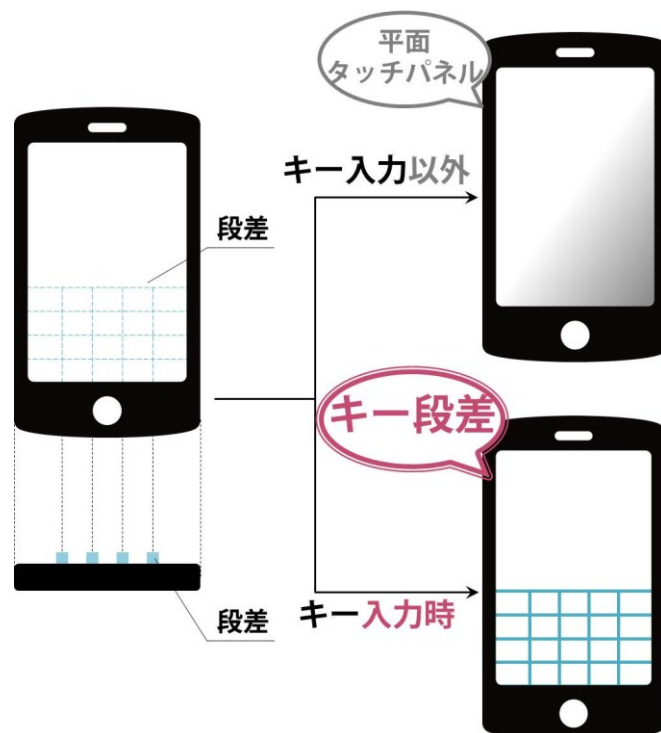 平面
タッチパネル
キー入力以外
段差
キー段差
キー入力時
段差